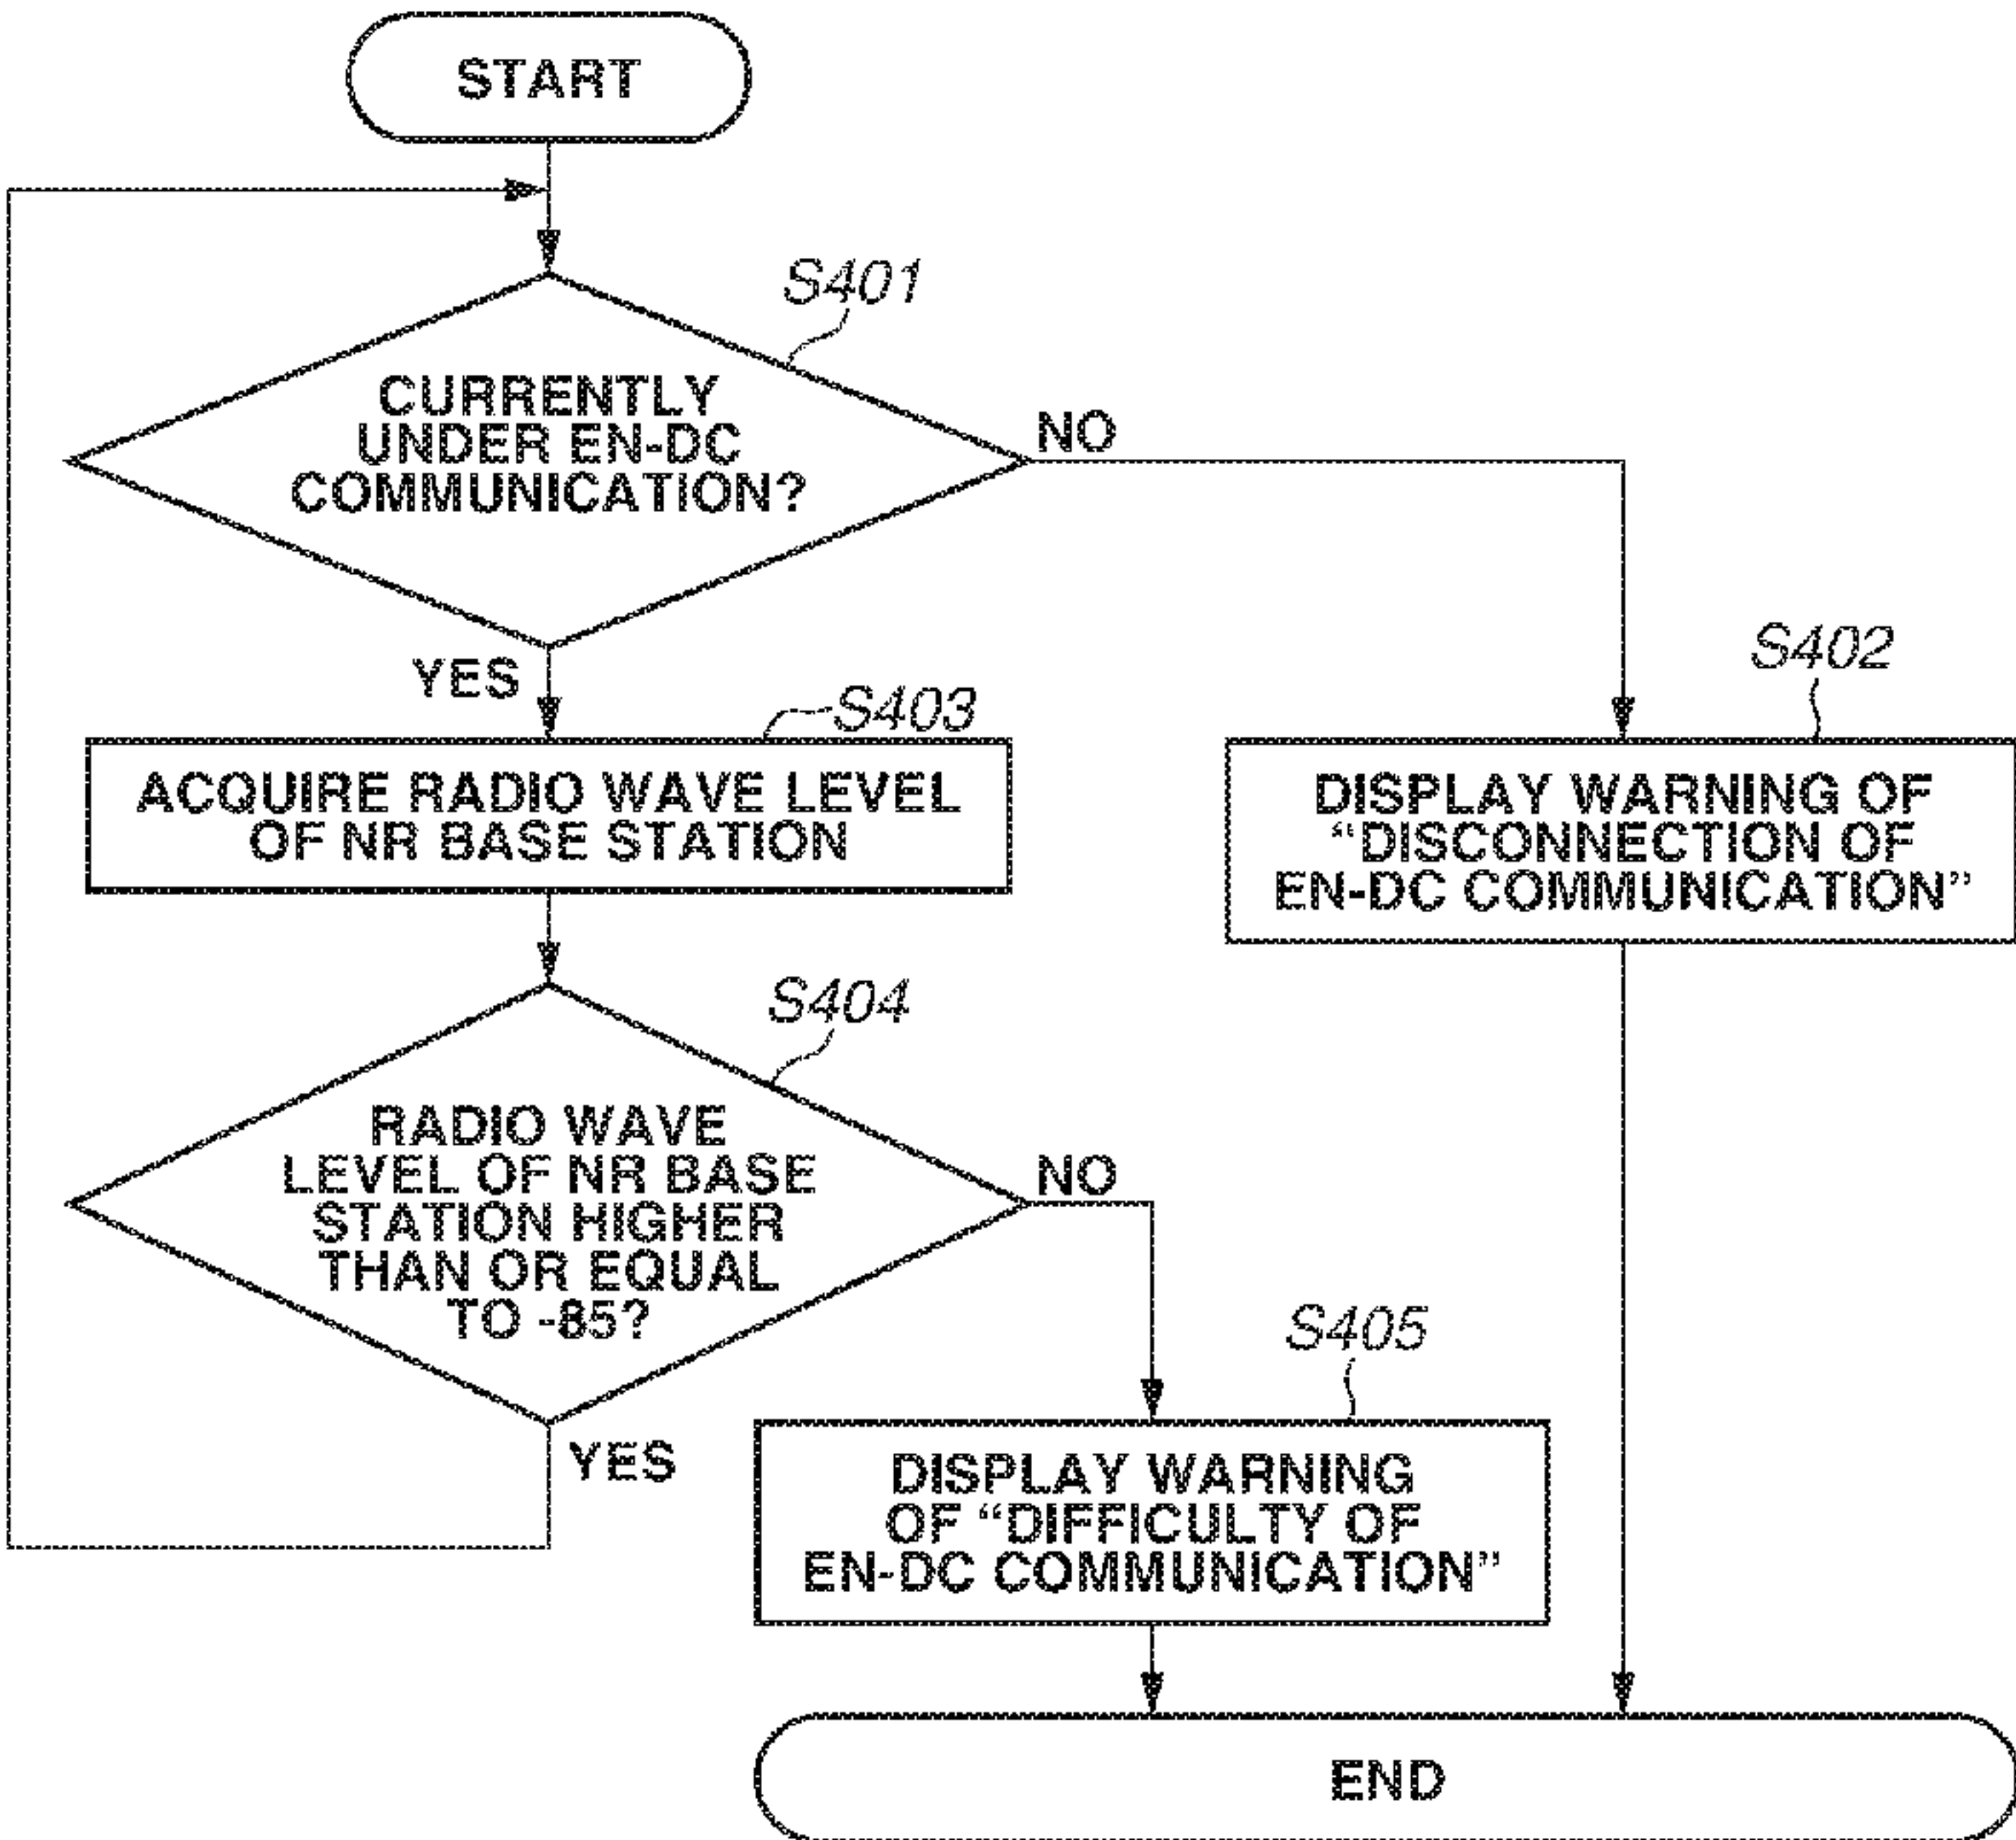 START
S401
CURRENTLY
UNDER EN-DC
COMMUNICATION?
NO
YES
S402
S403
ACQUIRE RADIO WAVE LEVEL
OF NR BASE STATION
DISPLAY WARNING OF
“DISCONNECTION OF
EN-DC COMMUNICATION”
S404
RADIO WAVE
LEVEL OF NR BASE
STATION HIGHER
THAN OR EQUAL
TO -85?
NO
YES
S405
DISPLAY WARNING
OF “DIFFICULTY OF
EN-DC COMMUNICATION”
END